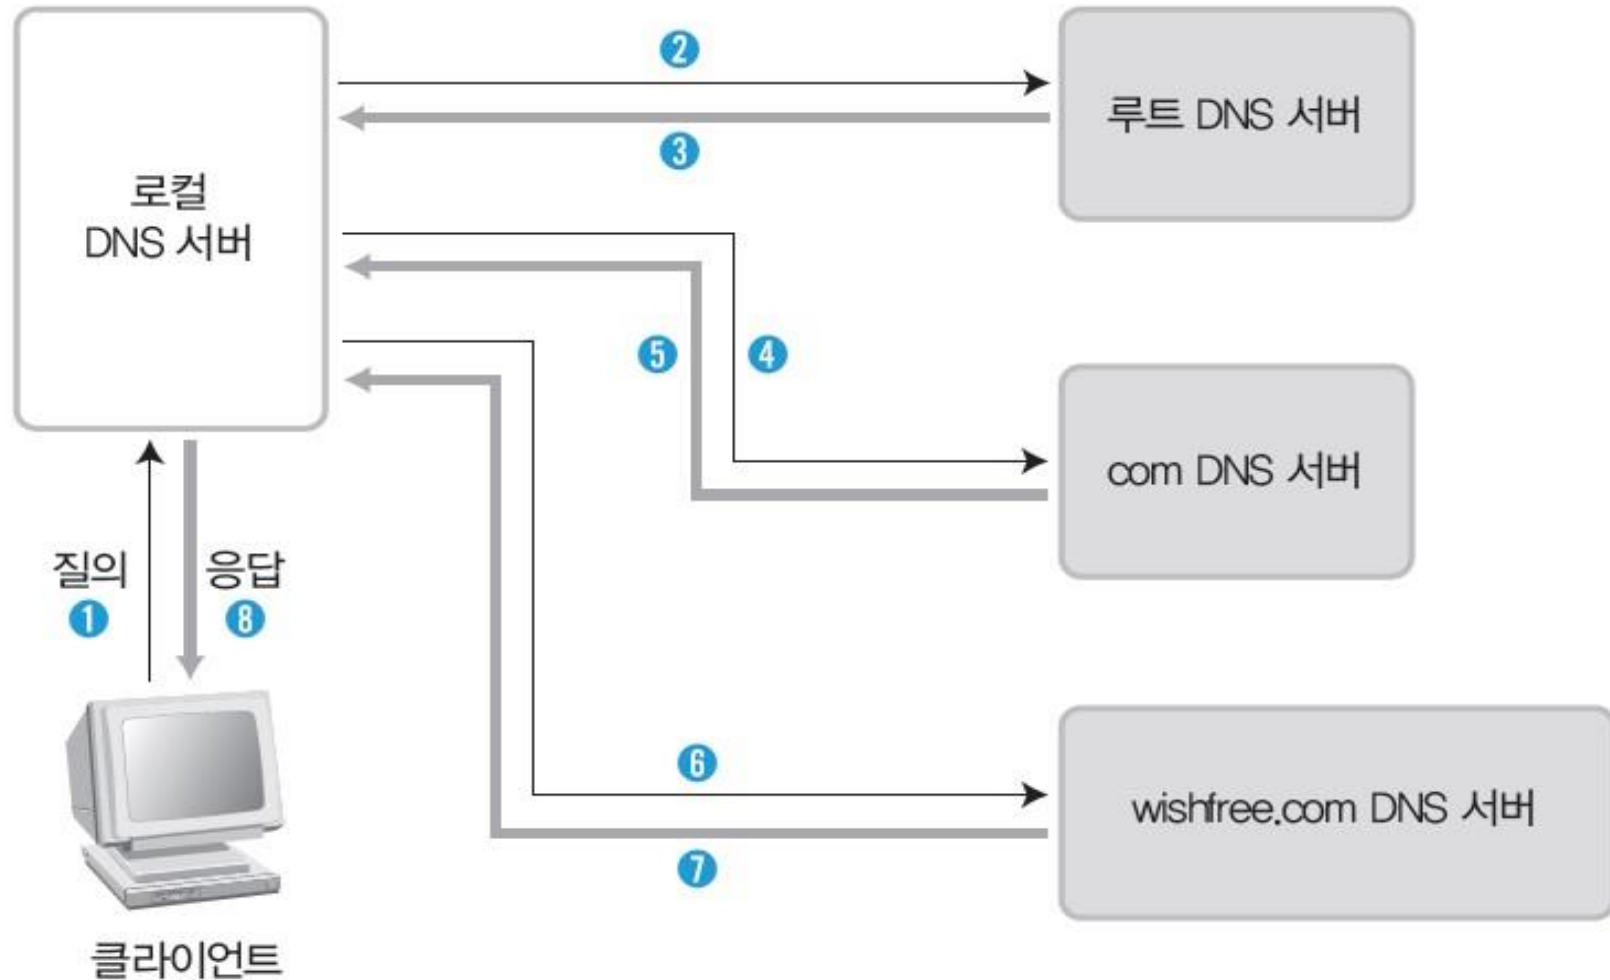 ②
루트 DNS 서버
③
로컬
DNS 서버
⑤
④
com DNS 서버
질의
응답
①
⑧
⑥
wishfree.com DNS 서버
⑦
클라이언트